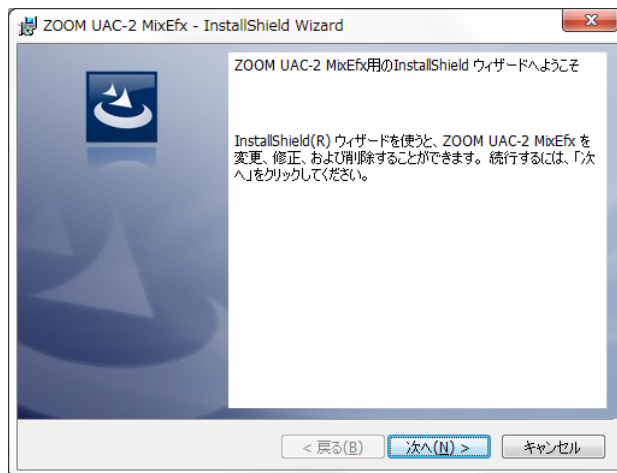 ZOOM UAC-2 MixEfx - InstallShield Wizard
ZOOM UAC-2 MixEfx用のInstallShield ウィザードへようこそ
InstallShield(R) ウィザードを使うと、ZOOM UAC-2 MixEfx を
変更、修正、および削除することができます。続行するには、「次
へ」をクリックしてください。
< 戻る(B)
次へ(N) >
キャンセル